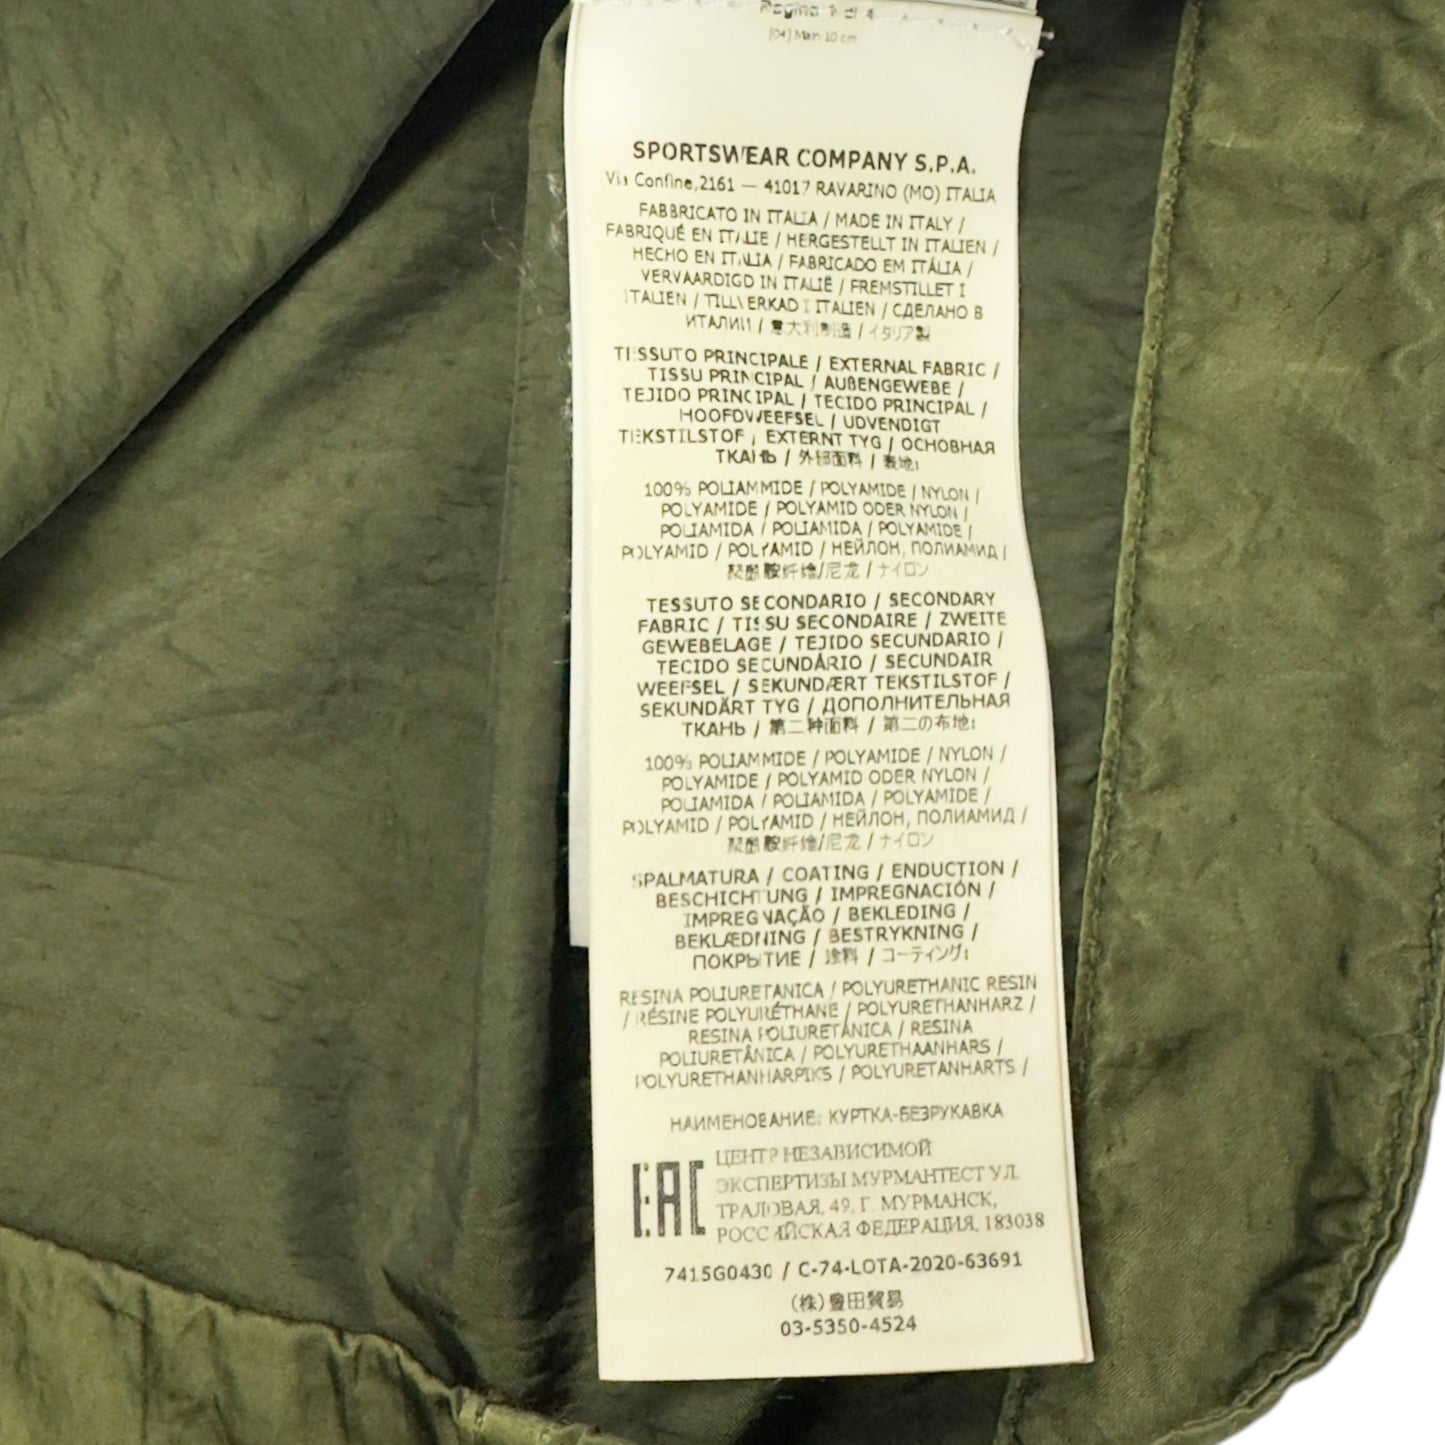 Pagina 1 di 4
(04) Man 10 cm
SPORTSWEAR COMPANY S.P.A.
Via Confine,2161 — 41017 RAVARINO (MO) ITALIA
FABBRICATO IN ITALIA / MADE IN ITALY /
FABRIQUÉ EN ITALIE / HERGESTELLT IN ITALIEN /
HECHO EN ITALIA / FABRICADO EM ITÁLIA /
VERVAARDIGD IN ITALIË / FREMSTILLET I
ITALIEN / TILLVERKAD I ITALIEN / СДЕЛАНО В
ИТАЛИИ / 意大利制造 / イタリア製
TESSUTO PRINCIPALE / EXTERNAL FABRIC /
TISSU PRINCIPAL / AUßENGEWEBE /
TEJIDO PRINCIPAL / TECIDO PRINCIPAL /
HOOFDWEEFSEL / UDVENDIGT
TEKSTILSTOF / EXTERNT TYG / ОСНОВНАЯ
ТКАНЬ / 外部面料 / 表地:
100% POLIAMMIDE / POLYAMIDE / NYLON /
POLYAMIDE / POLYAMID ODER NYLON /
POLIAMIDA / POLIAMIDA / POLYAMIDE /
POLYAMID / POLYAMID / НЕЙЛОН, ПОЛИАМИД /
聚酰胺纤维/尼龙 / ナイロン
TESSUTO SECONDARIO / SECONDARY
FABRIC / TISSU SECONDAIRE / ZWEITE
GEWEBELAGE / TEJIDO SECUNDARIO /
TECIDO SECUNDÁRIO / SECUNDAIR
WEEFSEL / SEKUNDÆRT TEKSTILSTOF /
SEKUNDÄRT TYG / ДОПОЛНИТЕЛЬНАЯ
ТКАНЬ / 第二种面料 / 第二の布地:
100% POLIAMMIDE / POLYAMIDE / NYLON /
POLYAMIDE / POLYAMID ODER NYLON /
POLIAMIDA / POLIAMIDA / POLYAMIDE /
POLYAMID / POLYAMID / НЕЙЛОН, ПОЛИАМИД /
聚酰胺纤维/尼龙 / ナイロン
SPALMATURA / COATING / ENDUCTION /
BESCHICHTUNG / IMPREGNACIÓN /
IMPREGNAÇÃO / BEKLEDING /
BEKLÆDNING / BESTRYKNING /
ПОКРЫТИЕ / 涂料 / コーティング:
RESINA POLIURETANICA / POLYURETHANIC RESIN
/ RÉSINE POLYURÉTHANE / POLYURETHANHARZ /
RESINA POLIURETÁNICA / RESINA
POLIURETÂNICA / POLYURETHAANHARS /
POLYURETHANHARPIKS / POLYURETANHARTS /
НАИМЕНОВАНИЕ: КУРТКА-БЕЗРУКАВКА
EAC
ЦЕНТР НЕЗАВИСИМОЙ
ЭКСПЕРТИЗЫ МУРМАНТЕСТ УЛ.
ТРАЛОВАЯ, 49, Г. МУРМАНСК,
РОССИЙСКАЯ ФЕДЕРАЦИЯ, 183038
7415G0430 / C-74-LOTA-2020-63691
(株)豊田貿易
03-5350-4524